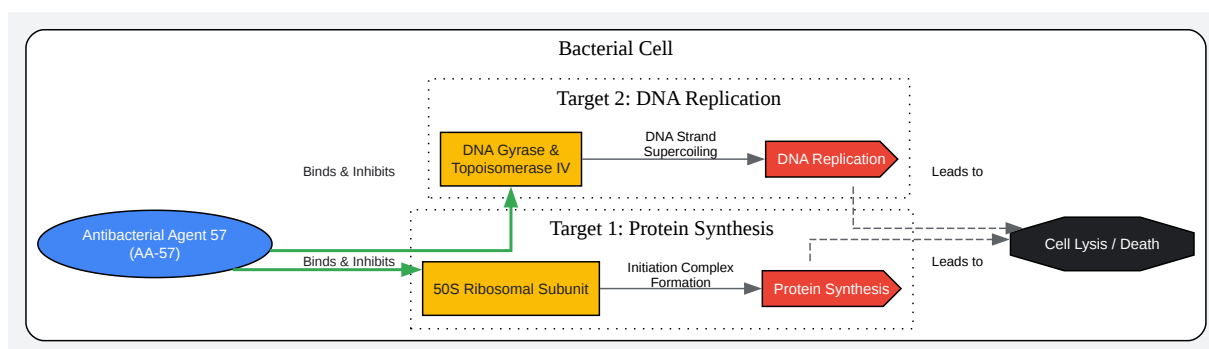 Bacterial Cell
Target 2: DNA Replication
DNA Gyrase &
Topoisomerase IV
DNA Strand
Supercoiling
DNA Replication
Binds & Inhibits
Leads to
Target 1: Protein Synthesis
Antibacterial Agent 57
(AA-57)
Binds & Inhibits
50S Ribosomal Subunit
Initiation Complex
Formation
Protein Synthesis
Leads to
Cell Lysis / Death